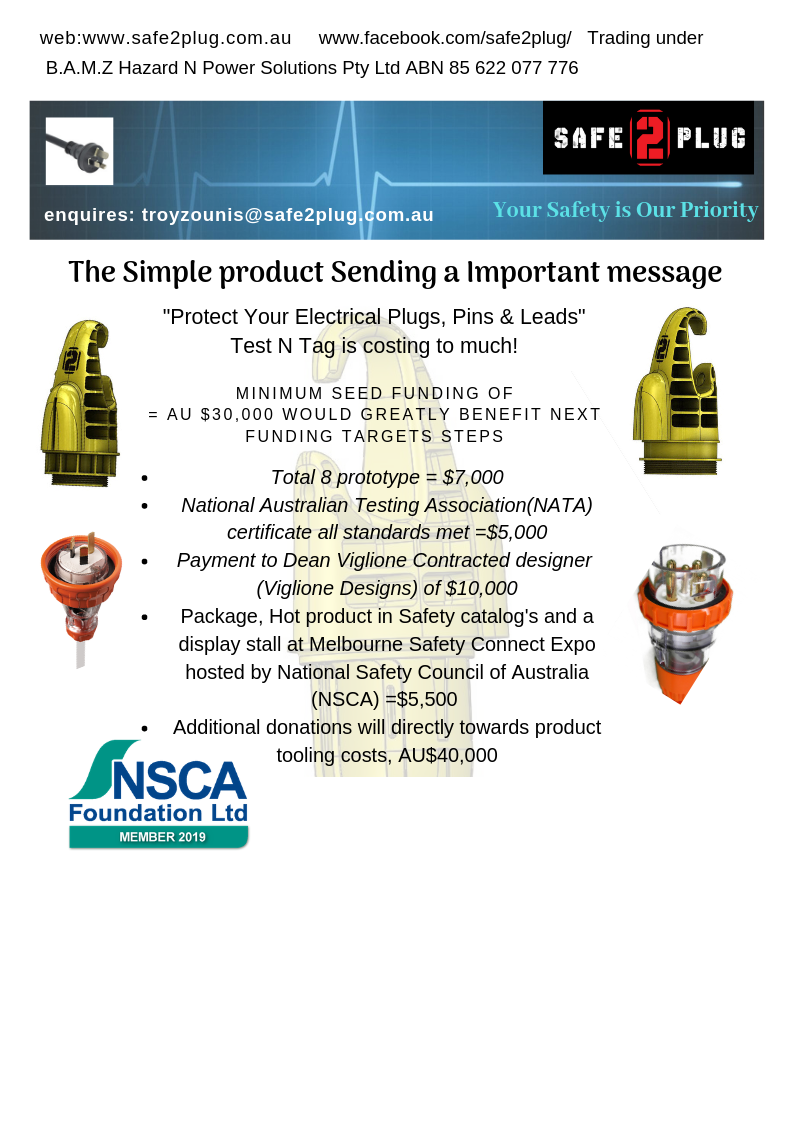 web:www.safe2plug.com.au www.facebook.com/safe2plug/ Trading under
B.A.M.Z Hazard N Power Solutions Pty Ltd ABN 85 622 077 776
SAFE 2 PLUG
enquires: troyzounis@safe2plug.com.au
Your Safety is Our Priority
The Simple product Sending a Important message
"Protect Your Electrical Plugs, Pins & Leads"
Test N Tag is costing to much!
MINIMUM SEED FUNDING OF
= AU $30,000 WOULD GREATLY BENEFIT NEXT
FUNDING TARGETS STEPS
• Total 8 prototype = $7,000
• National Australian Testing Association(NATA)
certificate all standards met =$5,000
• Payment to Dean Viglione Contracted designer
(Viglione Designs) of $10,000
• Package, Hot product in Safety catalog's and a
display stall at Melbourne Safety Connect Expo
hosted by National Safety Council of Australia
(NSCA) =$5,500
• Additional donations will directly towards product
tooling costs, AU$40,000
2
2
NSCA
Foundation Ltd
MEMBER 2019